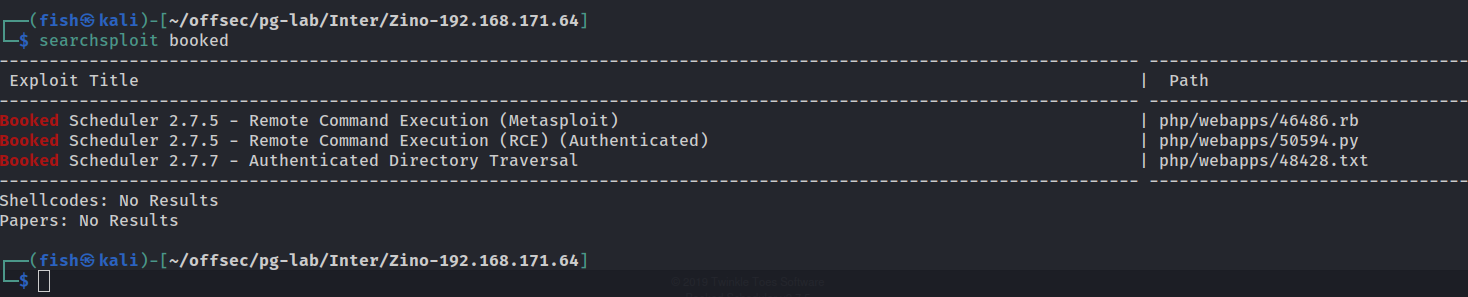 ┌──(fish㉿kali)-[~/offsec/pg-lab/Inter/Zino-192.168.171.64]
└─$ searchsploit booked
---------------------------------------------------------------------------------------------------------------- ---------------------------------
 Exploit Title | Path
---------------------------------------------------------------------------------------------------------------- ---------------------------------
Booked Scheduler 2.7.5 - Remote Command Execution (Metasploit) | php/webapps/46486.rb
Booked Scheduler 2.7.5 - Remote Command Execution (RCE) (Authenticated) | php/webapps/50594.py
Booked Scheduler 2.7.7 - Authenticated Directory Traversal | php/webapps/48428.txt
---------------------------------------------------------------------------------------------------------------- ---------------------------------
Shellcodes: No Results
Papers: No Results
┌──(fish㉿kali)-[~/offsec/pg-lab/Inter/Zino-192.168.171.64]
└─$
Twinkle Toes Software